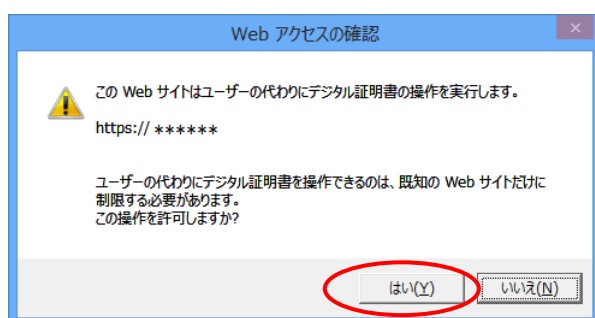 Web アクセスの確認
この Web サイトはユーザーの代わりにデジタル証明書の操作を実行します。
https:// ******
ユーザーの代わりにデジタル証明書を操作できるのは、既知の Web サイトだけに
制限する必要があります。
この操作を許可しますか?
はい(Y) いいえ(N)